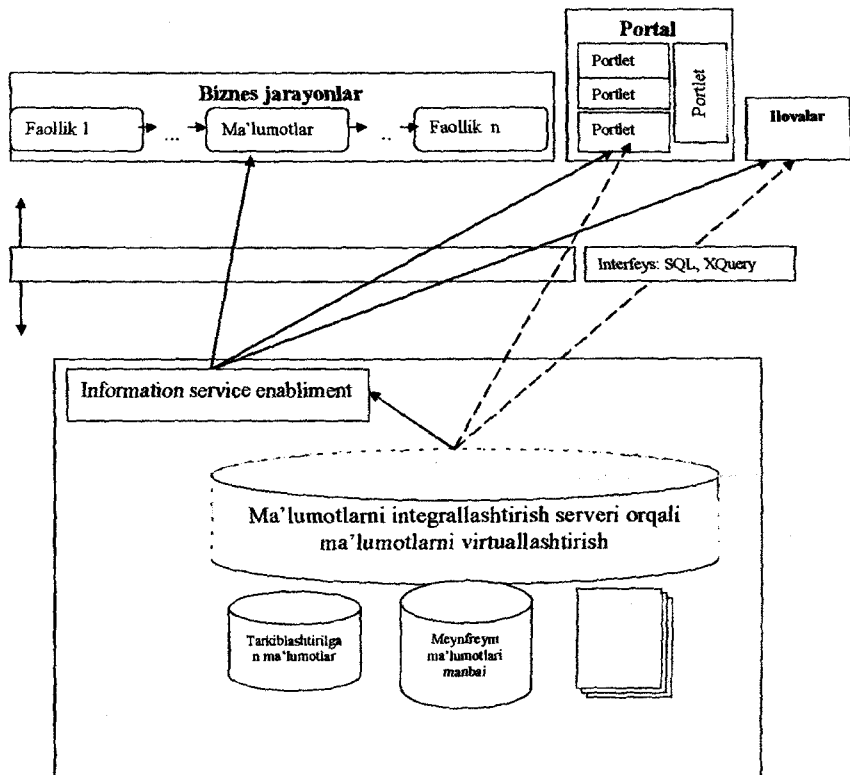 Portal
Portlet
Portlet
Portlet
Portlet
Biznes jarayonlar
Faollik 1
...
Ma'lumotlar
..
Faollik n
Ilovalar
Interfeys: SQL, XQuery
Information service enabliment
Ma'lumotlarni integrallashtirish serveri orqali
ma'lumotlarni virtuallashtirish
Tarkiblashtirilga
n ma'lumotlar
Meynfreym
ma'lumotlari
manbai